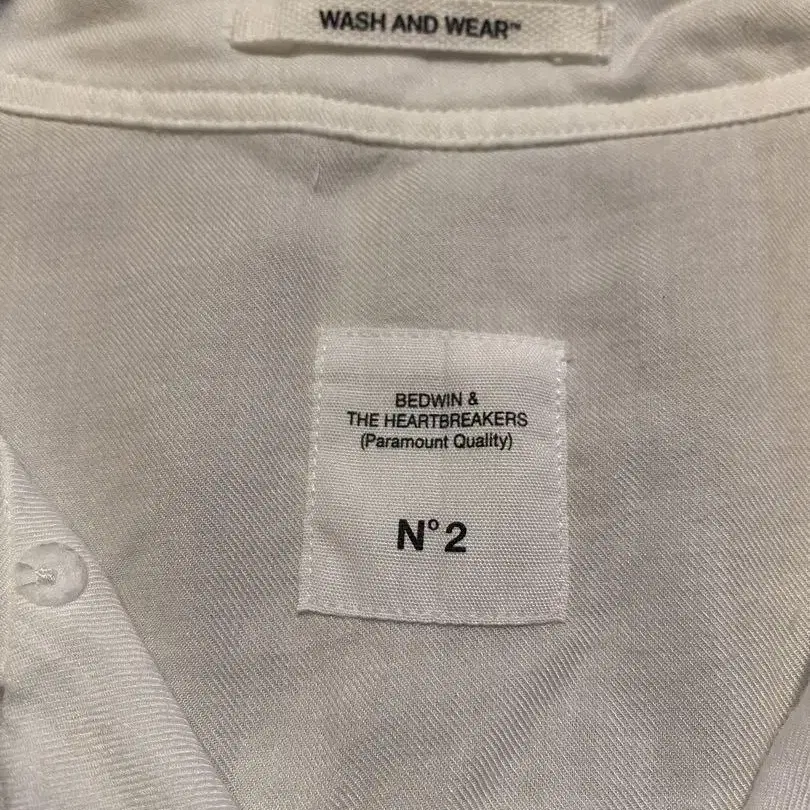 WASH AND WEAR™
BEDWIN &
THE HEARTBREAKERS
(Paramount Quality)
N° 2